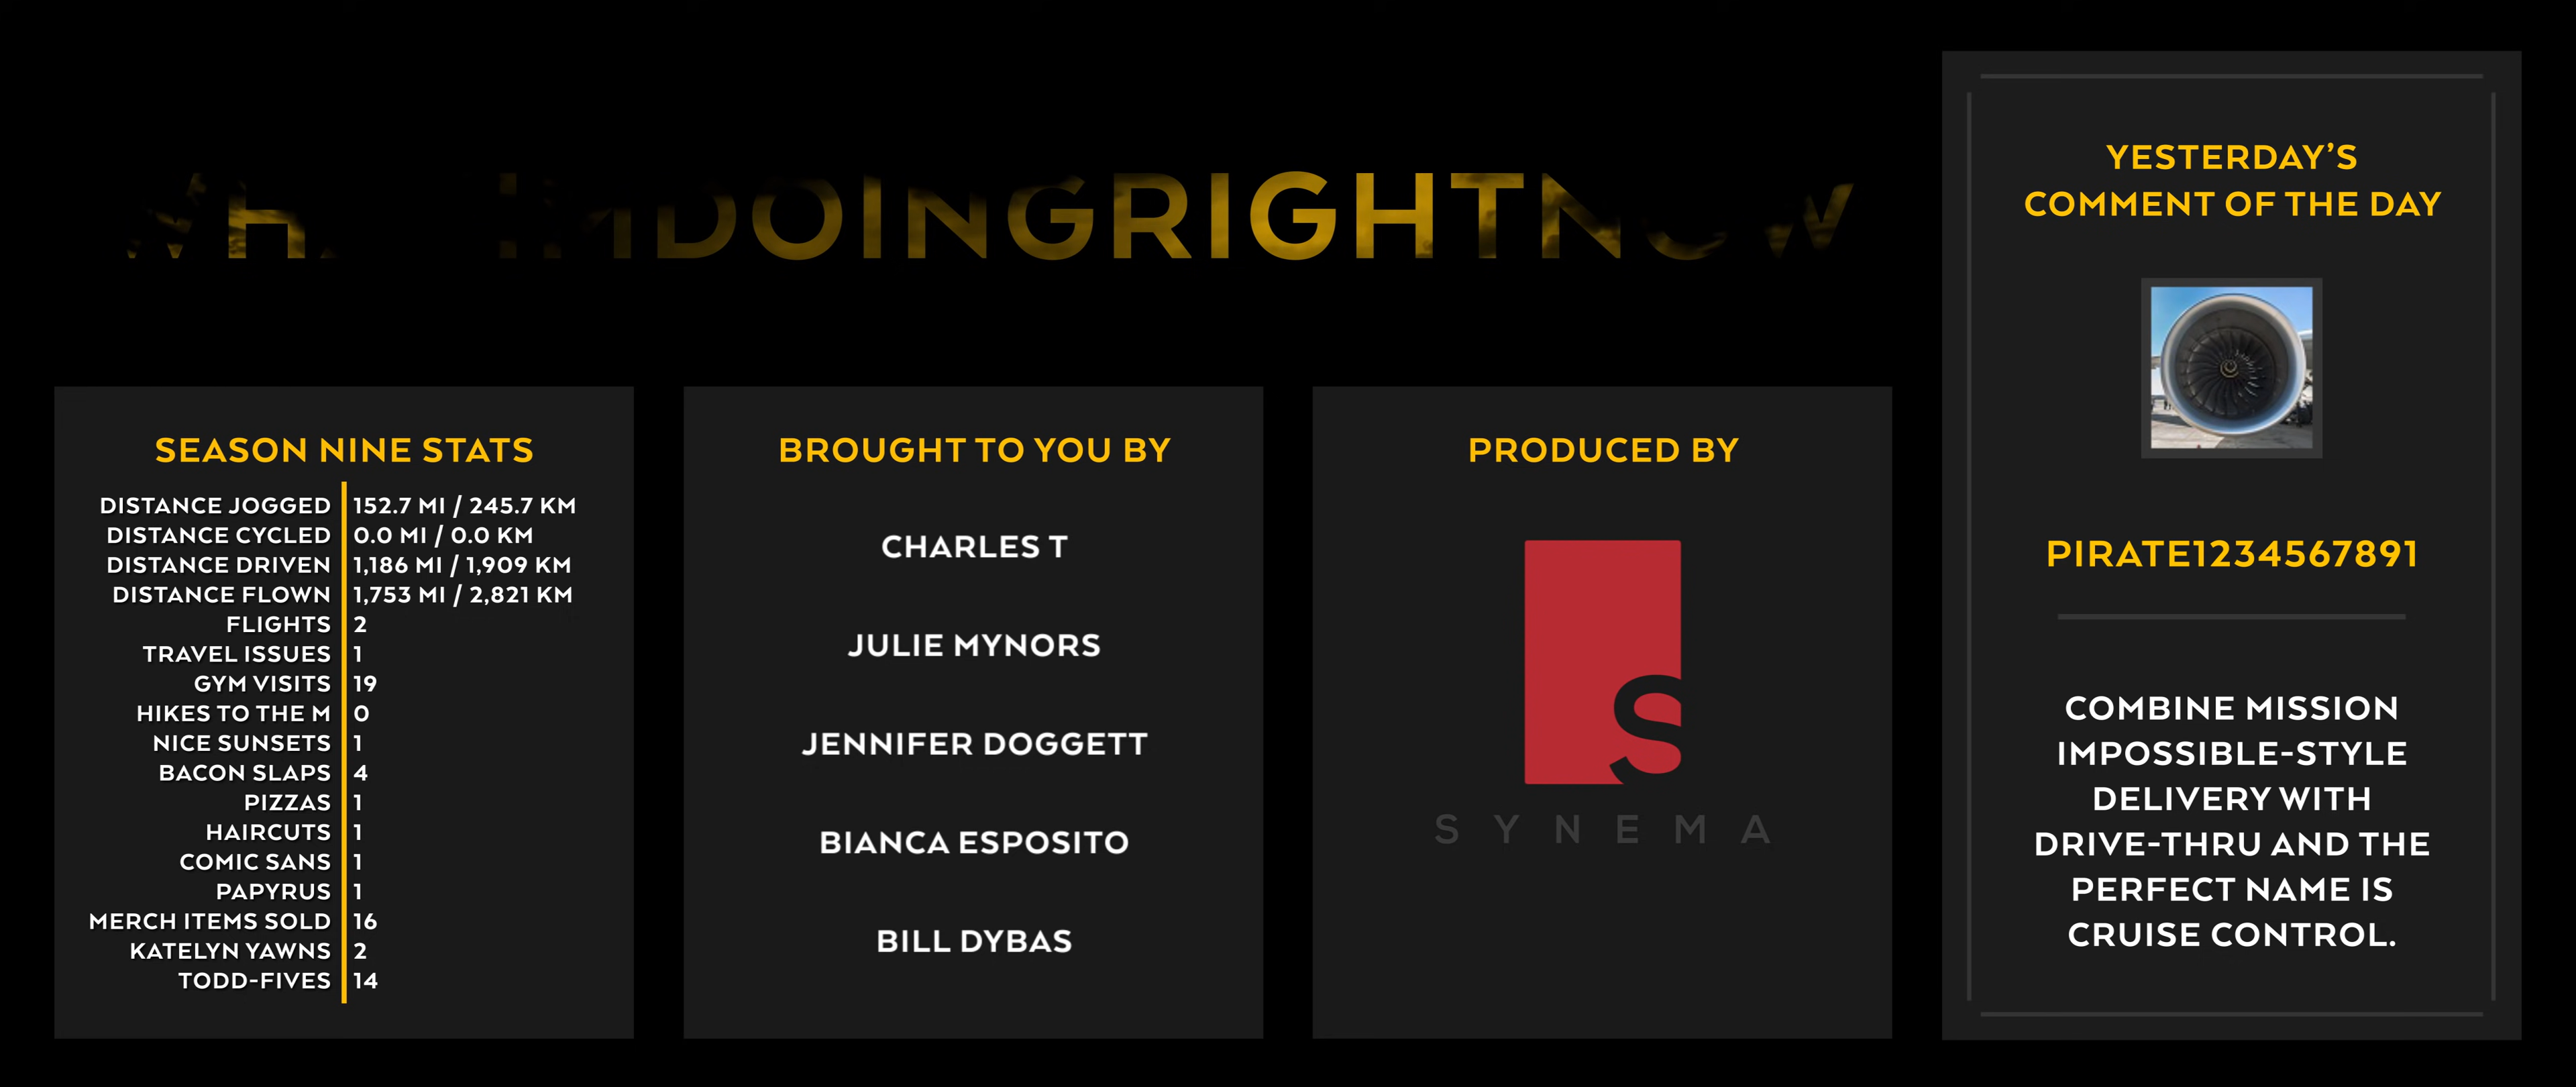 DOINGRIGHTNOW
SEASON NINE STATS
DISTANCE JOGGED 152.7 MI / 245.7 KM
DISTANCE CYCLED 0.0 MI / 0.0 KM
DISTANCE DRIVEN 1,186 MI / 1,909 KM
DISTANCE FLOWN 1,753 MI / 2,821 KM
FLIGHTS 2
TRAVEL ISSUES 1
GYM VISITS 19
HIKES TO THE M 0
NICE SUNSETS 1
BACON SLAPS 4
PIZZAS 1
HAIRCUTS 1
COMIC SANS 1
PAPYRUS 1
MERCH ITEMS SOLD 16
KATELYN YAWNS 2
TODD-FIVES 14
BROUGHT TO YOU BY
CHARLES T
JULIE MYNORS
JENNIFER DOGGETT
BIANCA ESPOSITO
BILL DYBAS
PRODUCED BY
S
SYNEMA
YESTERDAY'S
COMMENT OF THE DAY
PIRATE1234567891
COMBINE MISSION
IMPOSSIBLE-STYLE
DELIVERY WITH
DRIVE-THRU AND THE
PERFECT NAME IS
CRUISE CONTROL.